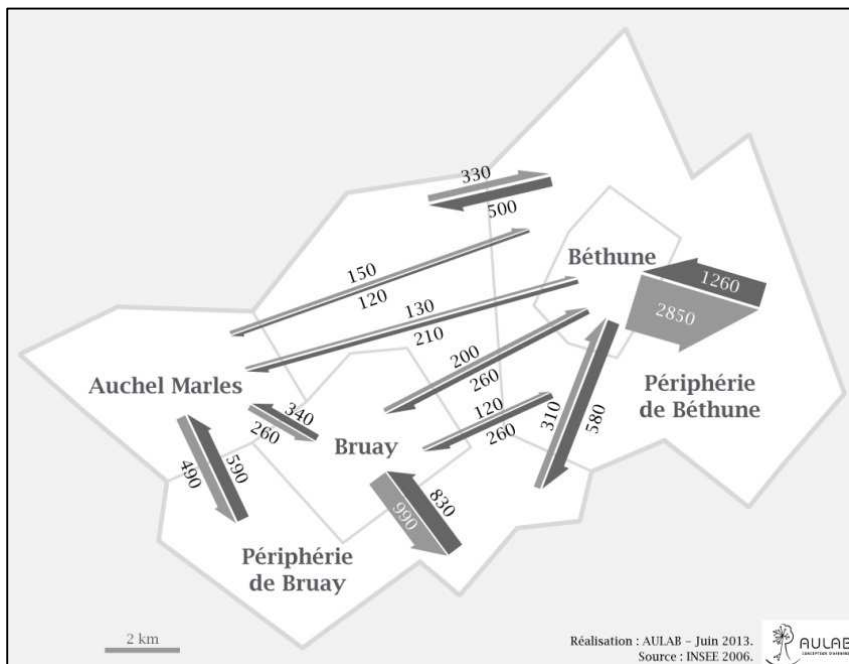 330
500
Béthune
150
120
1260
130
210
2850
200
260
Auchel Marles
Périphérie
de Béthune
340
260
120
260
310
580
Bruay
490
590
990
830
Périphérie
de Bruay
2 km
Réalisation : AULAB – Juin 2013.
Source : INSEE 2006.
AULAB